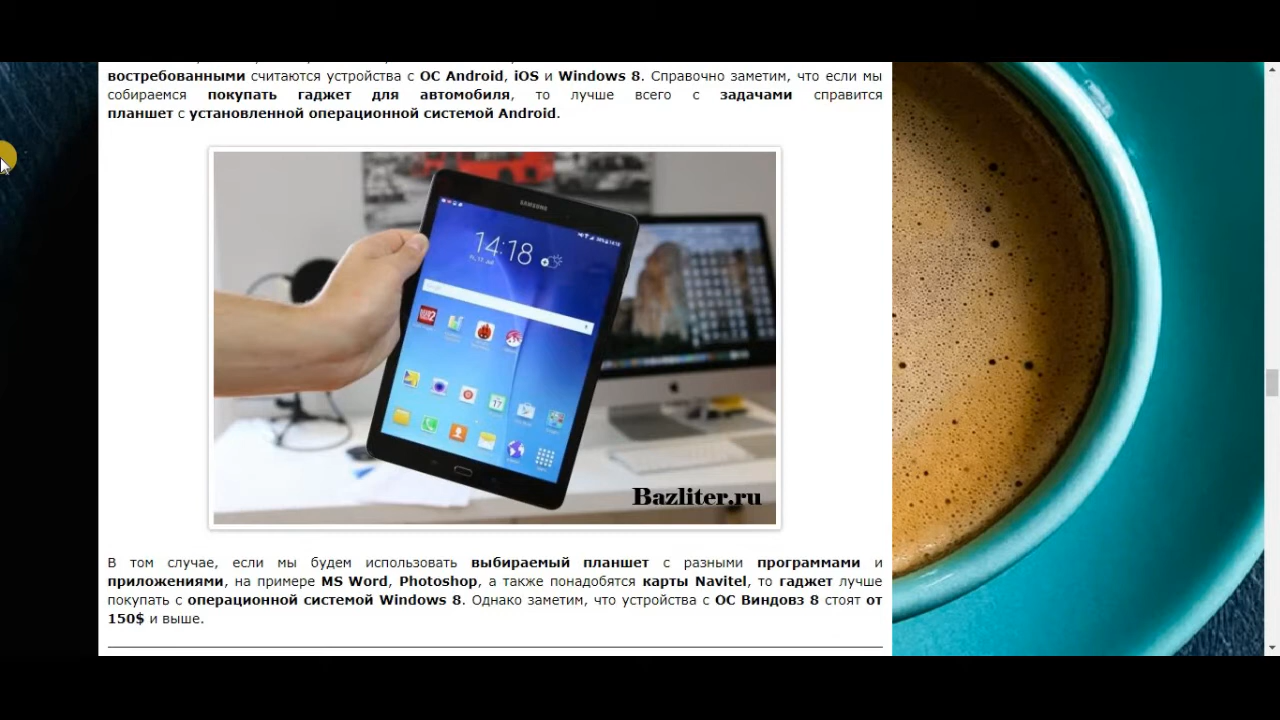 востребованными считаются устройства с ОС Android, iOS и Windows 8. Справочно заметим, что если мы
собираемся покупать гаджет для автомобиля, то лучше всего с задачами справится
планшет с установленной операционной системой Android.
SAMSUNG
14:18
Google
17
Bazliter.ru
В том случае, если мы будем использовать выбираемый планшет с разными программами и
приложениями, на примере MS Word, Photoshop, а также понадобятся карты Navitel, то гаджет лучше
покупать с операционной системой Windows 8. Однако заметим, что устройства с ОС Виндовз 8 стоят от
150$ и выше.